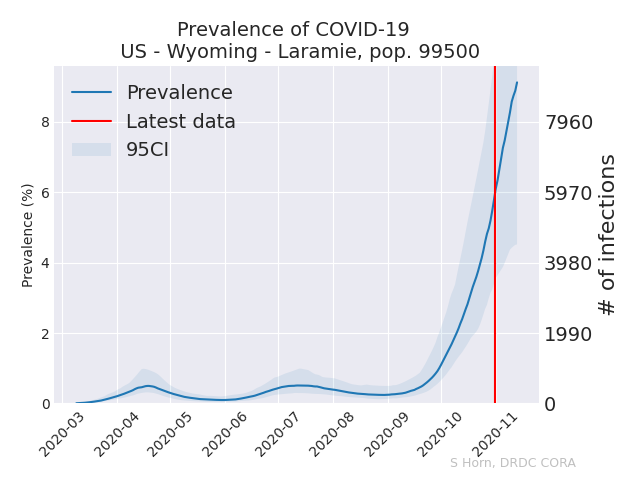 Prevalence of COVID-19
US - Wyoming - Laramie, pop. 99500
Prevalence
Latest data
95CI
Prevalence (%)
8
6
4
2
0
7960
5970
3980
1990
0
# of infections
2020-03
2020-04
2020-05
2020-06
2020-07
2020-08
2020-09
2020-10
2020-11
S Horn, DRDC CORA